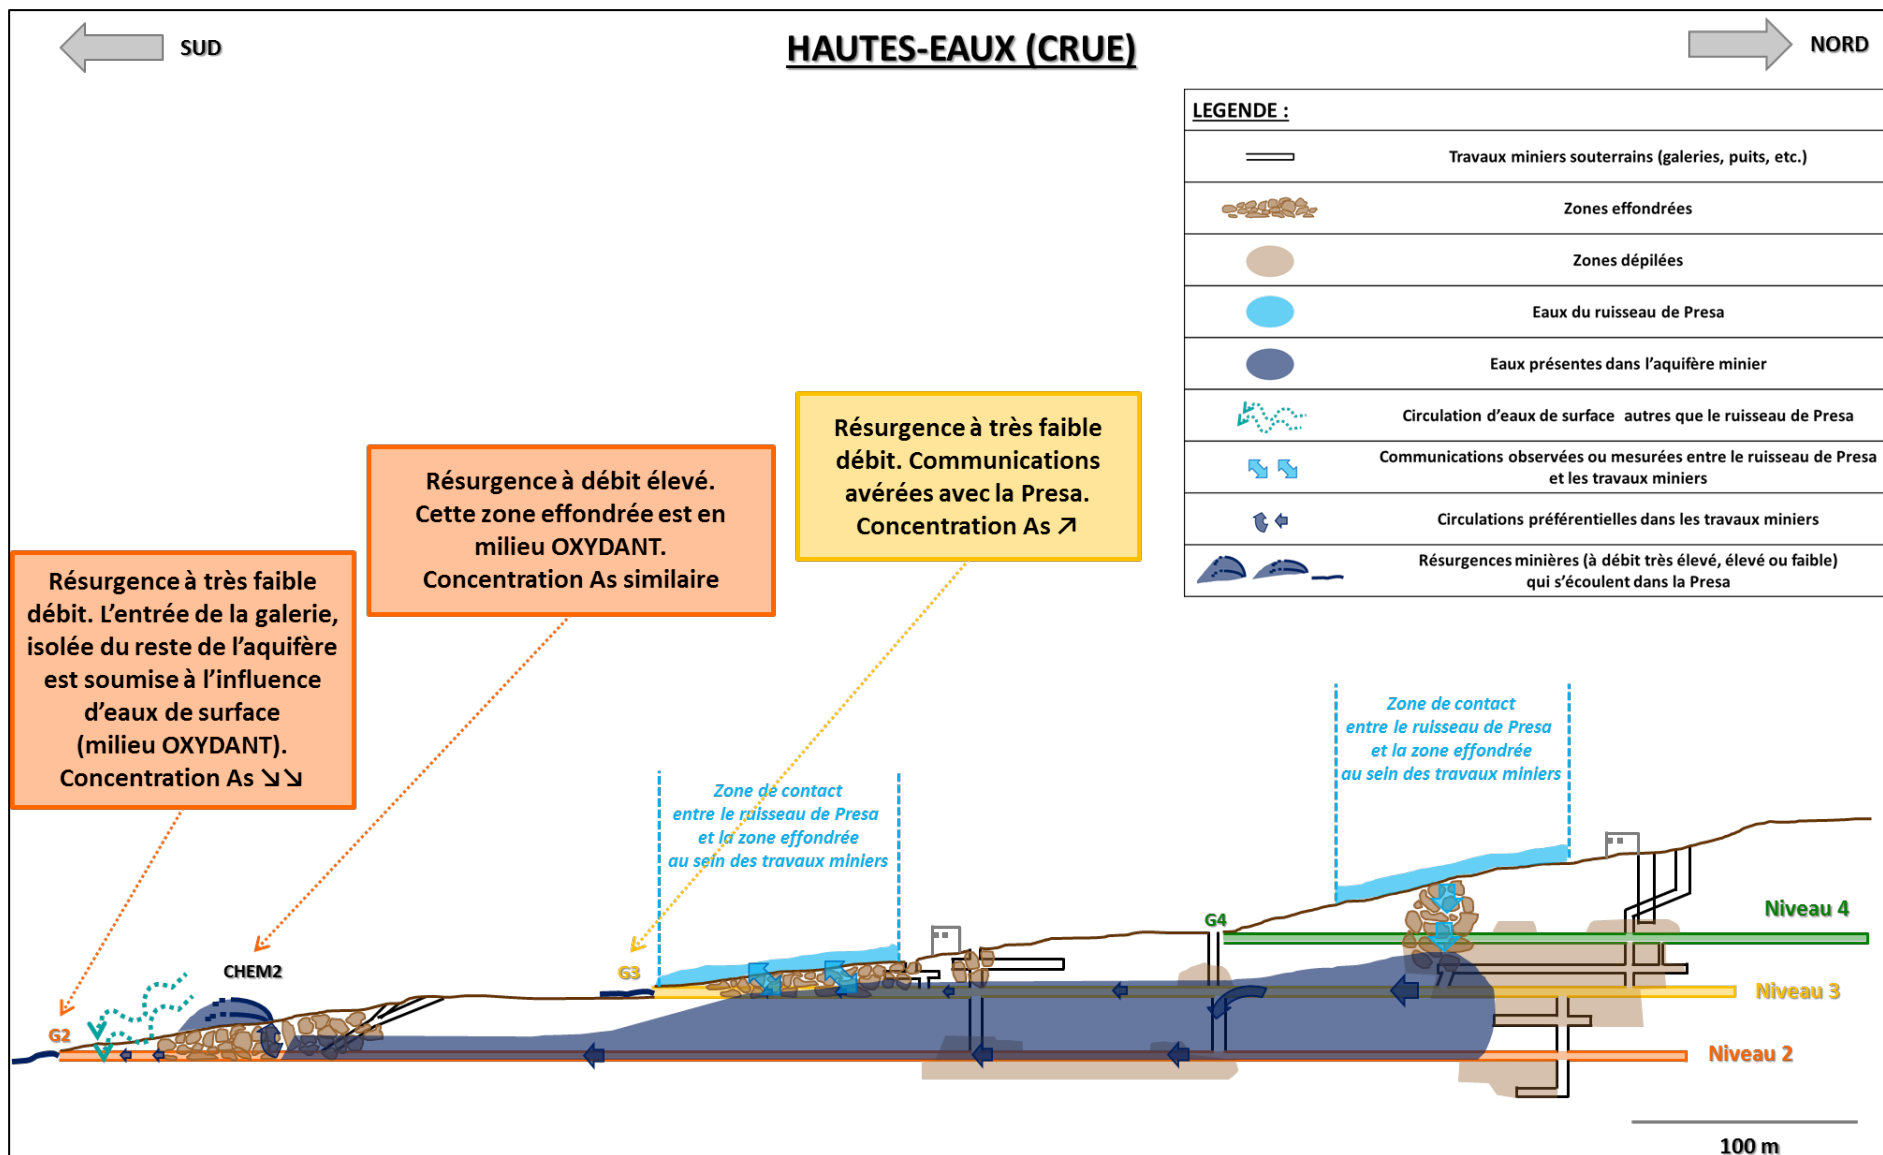 SUD
HAUTES-EAUX (CRUE)
NORD
LEGENDE :
Travaux miniers souterrains (galeries, puits, etc.)
Zones effondrées
Zones dépilées
Eaux du ruisseau de Presa
Eaux présentes dans l'aquifère minier
Circulation d'eaux de surface autres que le ruisseau de Presa
Communications observées ou mesurées entre le ruisseau de Presa
et les travaux miniers
Circulations préférentielles dans les travaux miniers
Résurgences minières (à débit très élevé, élevé ou faible)
qui s'écoulent dans la Presa
Résurgence à très faible
débit. Communications
avérées avec la Presa.
Concentration As ↗
Résurgence à débit élevé.
Cette zone effondrée est en
milieu OXYDANT.
Concentration As similaire
Résurgence à très faible
débit. L'entrée de la galerie,
isolée du reste de l'aquifère
est soumise à l'influence
d'eaux de surface
(milieu OXYDANT).
Concentration As ↘↘
Zone de contact
entre le ruisseau de Presa
et la zone effondrée
au sein des travaux miniers
Zone de contact
entre le ruisseau de Presa
et la zone effondrée
au sein des travaux miniers
Niveau 4
G4
CHEM2
G3
Niveau 3
G2
Niveau 2
100 m